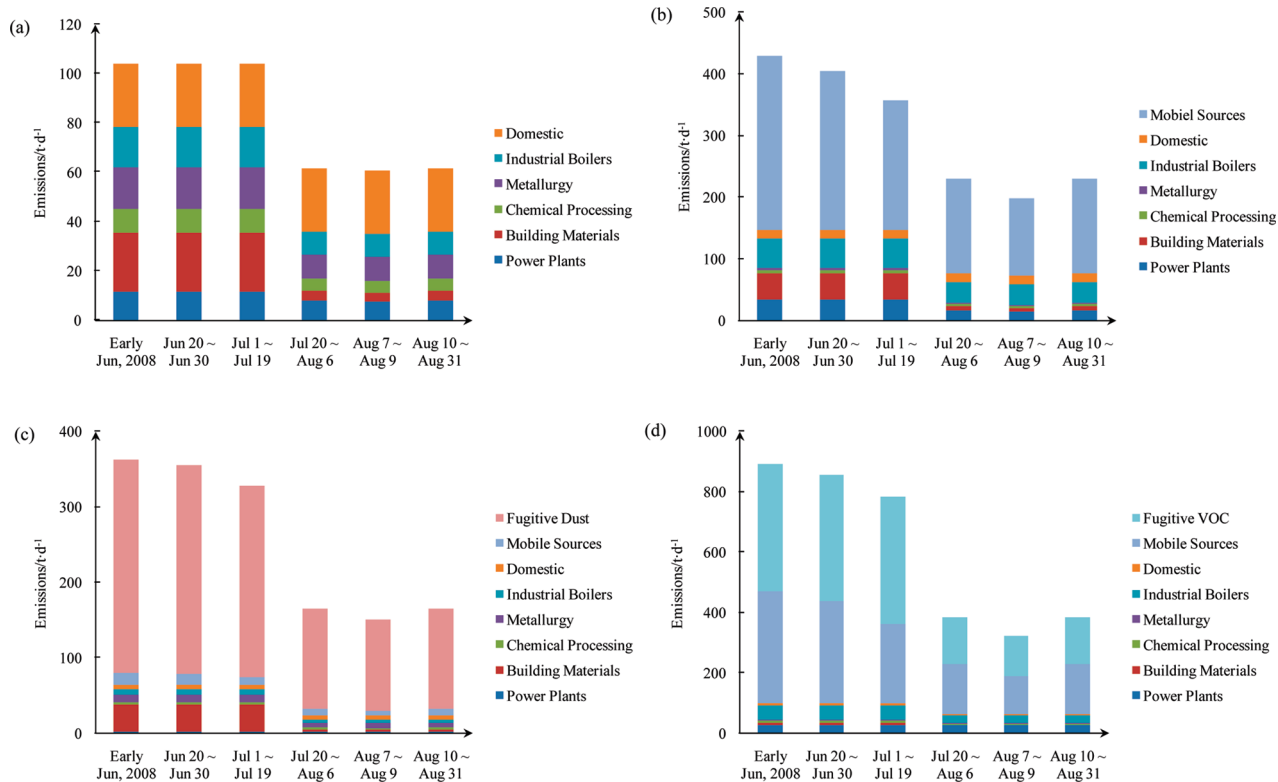 (a)
120
100
80
60
40
20
0
Emissions/t·d⁻¹
Early
Jun, 2008
Jun 20 ~
Jun 30
Jul 1 ~
Jul 19
Jul 20 ~
Aug 6
Aug 7 ~
Aug 9
Aug 10 ~
Aug 31
Domestic
Industrial Boilers
Metallurgy
Chemical Processing
Building Materials
Power Plants
(b)
500
400
300
200
100
0
Emissions/t·d⁻¹
Early
Jun, 2008
Jun 20 ~
Jun 30
Jul 1 ~
Jul 19
Jul 20 ~
Aug 6
Aug 7 ~
Aug 9
Aug 10 ~
Aug 31
Mobiel Sources
Domestic
Industrial Boilers
Metallurgy
Chemical Processing
Building Materials
Power Plants
(c)
400
300
200
100
0
Emissions/t·d⁻¹
Early
Jun, 2008
Jun 20 ~
Jun 30
Jul 1 ~
Jul 19
Jul 20 ~
Aug 6
Aug 7 ~
Aug 9
Aug 10 ~
Aug 31
Fugitive Dust
Mobile Sources
Domestic
Industrial Boilers
Metallurgy
Chemical Processing
Building Materials
Power Plants
(d)
1000
800
600
400
200
0
Emissions/t·d⁻¹
Early
Jun, 2008
Jun 20 ~
Jun 30
Jul 1 ~
Jul 19
Jul 20 ~
Aug 6
Aug 7 ~
Aug 9
Aug 10 ~
Aug 31
Fugitive VOC
Mobile Sources
Domestic
Industrial Boilers
Metallurgy
Chemical Processing
Building Materials
Power Plants